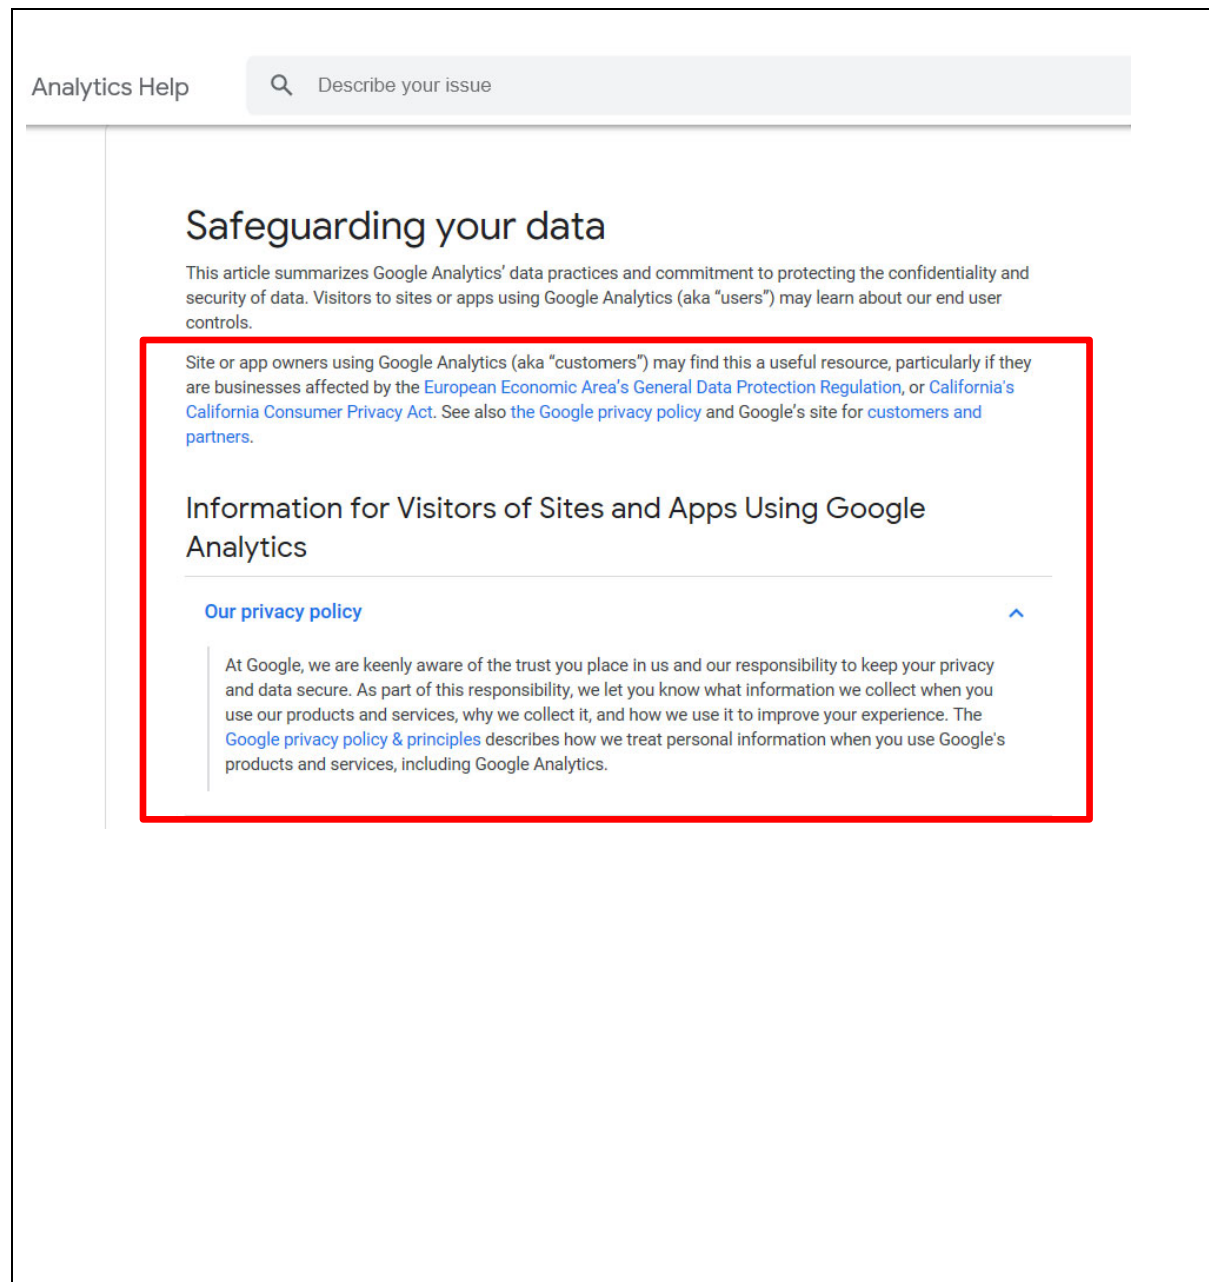 Analytics Help
Describe your issue
Safeguarding your data
This article summarizes Google Analytics’ data practices and commitment to protecting the confidentiality and
security of data. Visitors to sites or apps using Google Analytics (aka “users”) may learn about our end user
controls.
Site or app owners using Google Analytics (aka “customers”) may find this a useful resource, particularly if they
are businesses affected by the European Economic Area’s General Data Protection Regulation, or California's
California Consumer Privacy Act. See also the Google privacy policy and Google’s site for customers and
partners.
Information for Visitors of Sites and Apps Using Google
Analytics
Our privacy policy
At Google, we are keenly aware of the trust you place in us and our responsibility to keep your privacy
and data secure. As part of this responsibility, we let you know what information we collect when you
use our products and services, why we collect it, and how we use it to improve your experience. The
Google privacy policy & principles describes how we treat personal information when you use Google's
products and services, including Google Analytics.